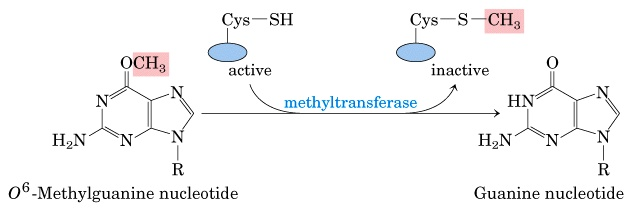 Cys—SH
Cys—S—CH₃
active
inactive
OCH₃
O
methyltransferase
N
N
HN
N
H₂N
N
N
H₂N
N
N
R
R
O⁶-Methylguanine nucleotide
Guanine nucleotide